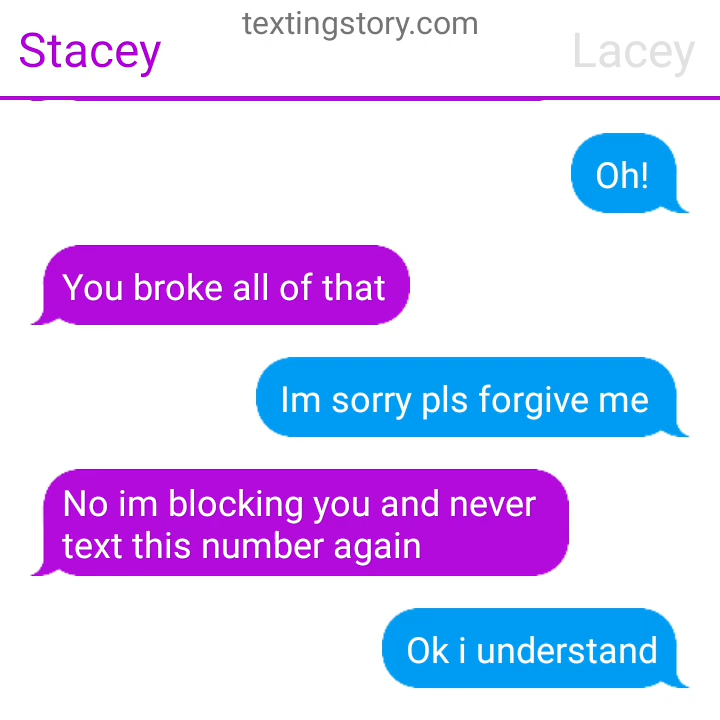 textingstory.com
Stacey
Lacey
Oh!
You broke all of that
Im sorry pls forgive me
No im blocking you and never
text this number again
Ok i understand